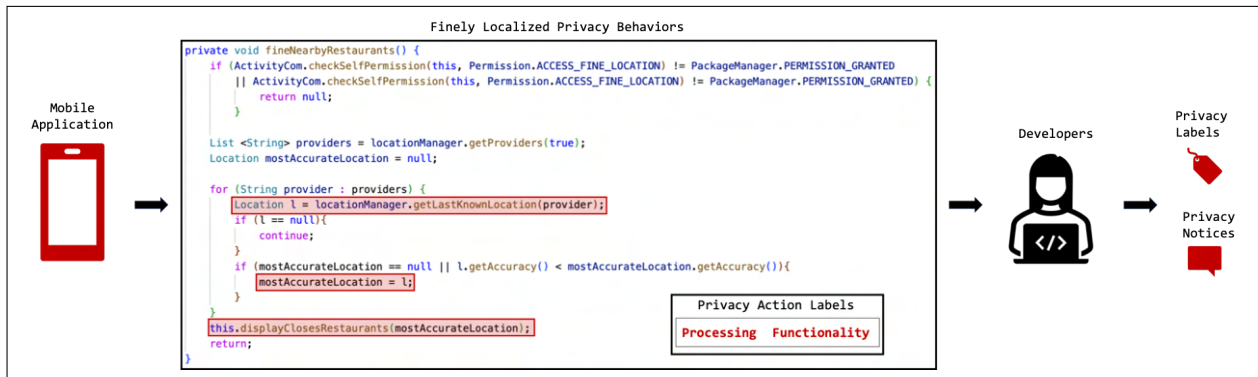 Finely Localized Privacy Behaviors
Mobile
Application
private void fineNearbyRestaurants() {
if (ActivityCom.checkSelfPermission(this, Permission.ACCESS_FINE_LOCATION) != PackageManager.PERMISSION_GRANTED
|| ActivityCom.checkSelfPermission(this, Permission.ACCESS_FINE_LOCATION) != PackageManager.PERMISSION_GRANTED) {
return null;
}
List <String> providers = locationManager.getProviders(true);
Location mostAccurateLocation = null;
for (String provider : providers) {
Location l = locationManager.getLastKnownLocation(provider);
if (l == null){
continue;
}
if (mostAccurateLocation == null || l.getAccuracy() < mostAccurateLocation.getAccuracy()){
mostAccurateLocation = l;
}
}
this.displayClosesRestaurants(mostAccurateLocation);
return;
}
Privacy Action Labels
Processing Functionality
Developers
</>
Privacy
Labels
Privacy
Notices